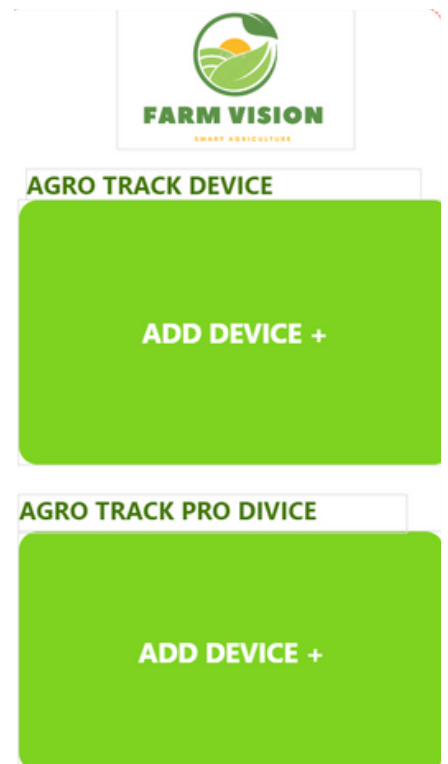 FARM VISION
SMART AGRICULTURE
AGRO TRACK DEVICE
ADD DEVICE +
AGRO TRACK PRO DIVICE
ADD DEVICE +